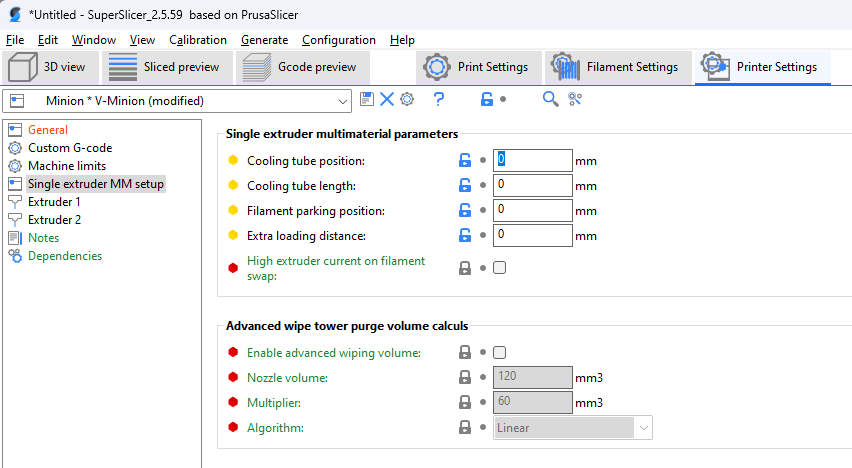 *Untitled - SuperSlicer_2.5.59 based on PrusaSlicer
File Edit Window View Calibration Generate Configuration Help
3D view Sliced preview Gcode preview Print Settings Filament Settings Printer Settings
Minion * V-Minion (modified)
General
Custom G-code
Machine limits
Single extruder MM setup
Extruder 1
Extruder 2
Notes
Dependencies
Single extruder multimaterial parameters
Cooling tube position: 0 mm
Cooling tube length: 0 mm
Filament parking position: 0 mm
Extra loading distance: 0 mm
High extruder current on filament
swap:
Advanced wipe tower purge volume calculs
Enable advanced wiping volume:
Nozzle volume: 120 mm3
Multiplier: 60 mm3
Algorithm: Linear